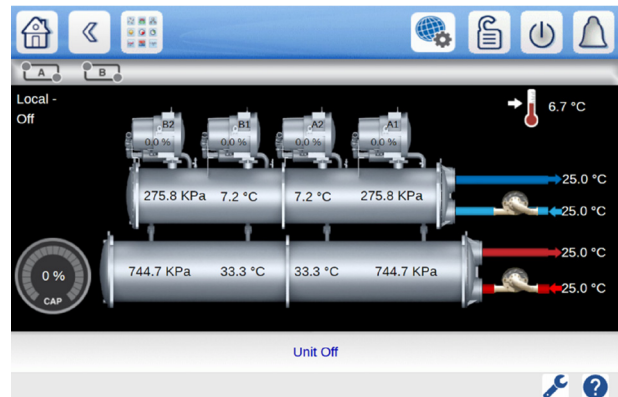 A B
Local -
Off
6.7 °C
B2 B1 A2 A1
0.0 % 0.0 % 0.0 % 0.0 %
25.0 °C
275.8 KPa 7.2 °C 7.2 °C 275.8 KPa
25.0 °C
25.0 °C
744.7 KPa 33.3 °C 33.3 °C 744.7 KPa
0 %
25.0 °C
CAP
Unit Off
?